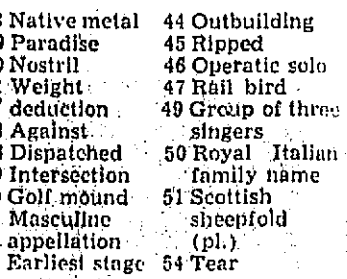 Native metal
Paradise
Nostril
Weight
deduction
Against
Dispatched
Intersection
Golf mound
Masculine
appellation
Earliest stage
44 Outbuilding
45 Ripped
46 Operatic solo
47 Rail bird
49 Group of three
singers
50 Royal Italian
family name
51 Scottish
sheepfold
(pl.)
54 Tear